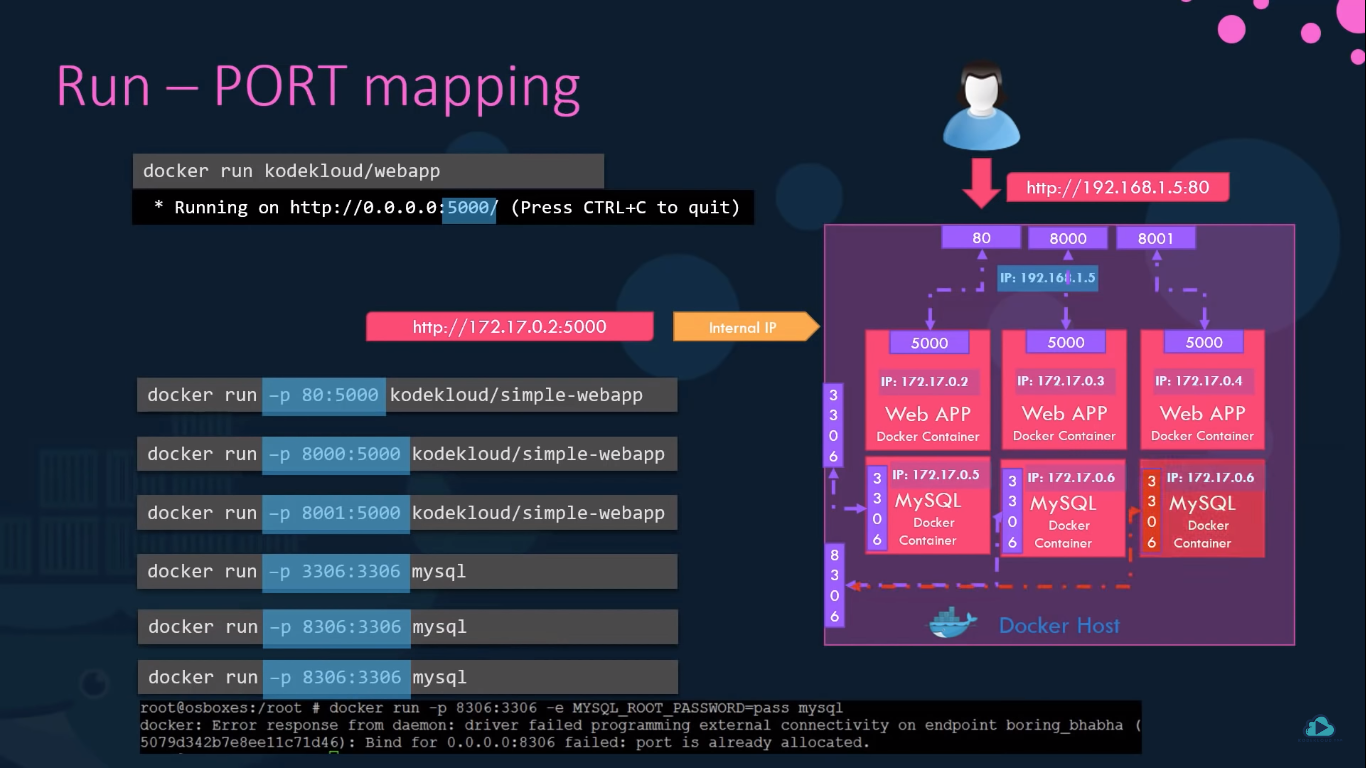 Run – PORT mapping
docker run kodekloud/webapp
* Running on http://0.0.0.0:5000/ (Press CTRL+C to quit)
http://192.168.1.5:80
80
8000
8001
IP: 192.168.1.5
http://172.17.0.2:5000
Internal IP
5000
5000
5000
IP: 172.17.0.2
IP: 172.17.0.3
IP: 172.17.0.4
Web APP
Docker Container
Web APP
Docker Container
Web APP
Docker Container
3306
3306
IP: 172.17.0.5
MySQL
Docker
Container
3306
IP: 172.17.0.6
MySQL
Docker
Container
3306
IP: 172.17.0.6
MySQL
Docker
Container
8306
Docker Host
docker run -p 80:5000 kodekloud/simple-webapp
docker run -p 8000:5000 kodekloud/simple-webapp
docker run -p 8001:5000 kodekloud/simple-webapp
docker run -p 3306:3306 mysql
docker run -p 8306:3306 mysql
docker run -p 8306:3306 mysql
root@osboxes:/root # docker run -p 8306:3306 -e MYSQL_ROOT_PASSWORD=pass mysql
docker: Error response from daemon: driver failed programming external connectivity on endpoint boring_bhabha (
5079d342b7e8ee11c71d46): Bind for 0.0.0.0:8306 failed: port is already allocated.